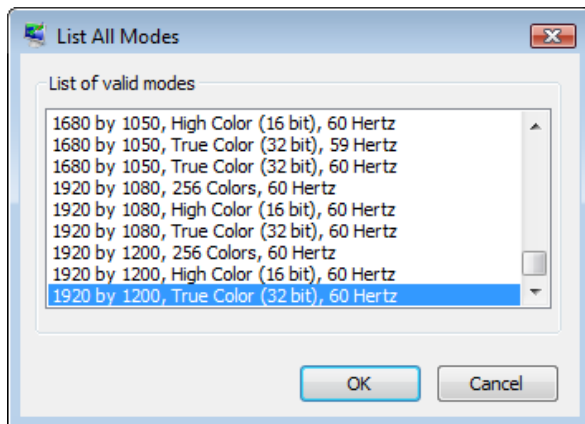 List All Modes
List of valid modes
1680 by 1050, High Color (16 bit), 60 Hertz
1680 by 1050, True Color (32 bit), 59 Hertz
1680 by 1050, True Color (32 bit), 60 Hertz
1920 by 1080, 256 Colors, 60 Hertz
1920 by 1080, High Color (16 bit), 60 Hertz
1920 by 1080, True Color (32 bit), 60 Hertz
1920 by 1200, 256 Colors, 60 Hertz
1920 by 1200, High Color (16 bit), 60 Hertz
1920 by 1200, True Color (32 bit), 60 Hertz
OK Cancel